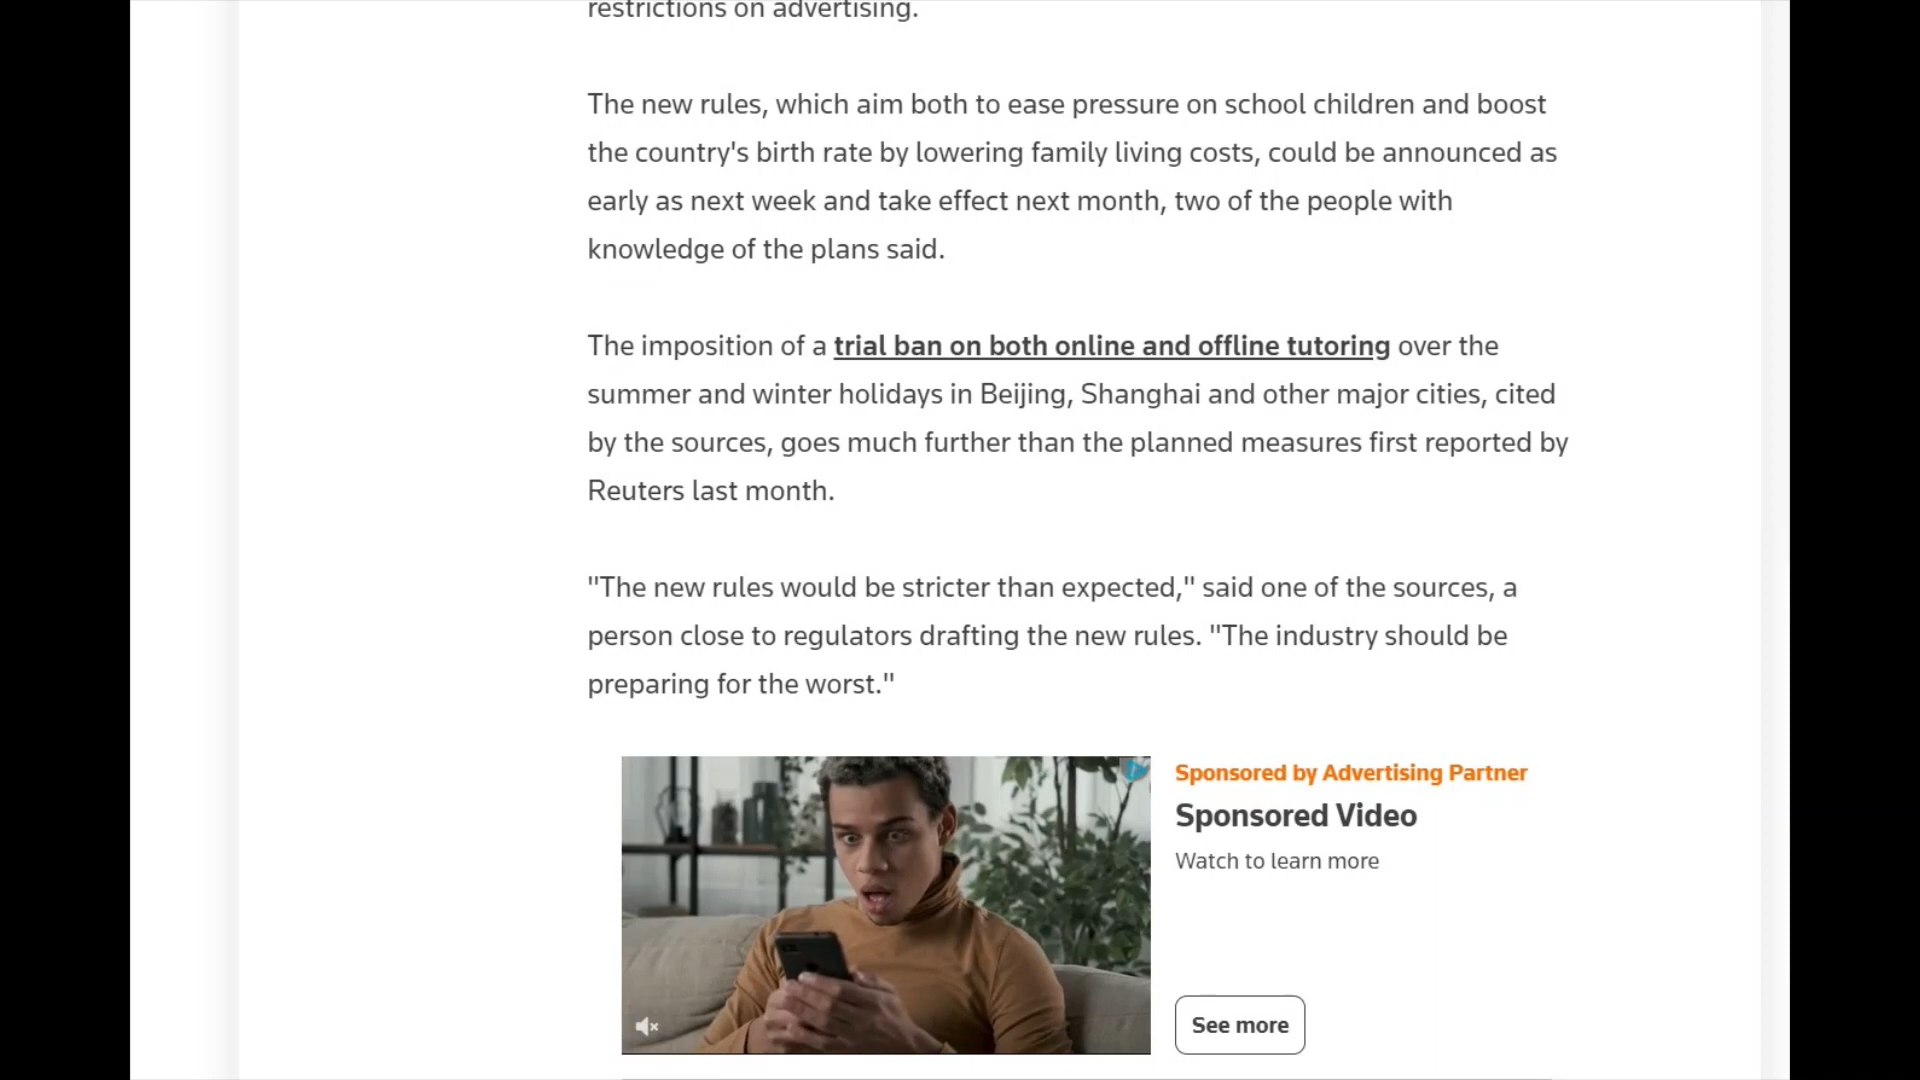 restrictions on advertising.
The new rules, which aim both to ease pressure on school children and boost
the country's birth rate by lowering family living costs, could be announced as
early as next week and take effect next month, two of the people with
knowledge of the plans said.
The imposition of a trial ban on both online and offline tutoring over the
summer and winter holidays in Beijing, Shanghai and other major cities, cited
by the sources, goes much further than the planned measures first reported by
Reuters last month.
"The new rules would be stricter than expected," said one of the sources, a
person close to regulators drafting the new rules. "The industry should be
preparing for the worst."
Sponsored by Advertising Partner
Sponsored Video
Watch to learn more
See more